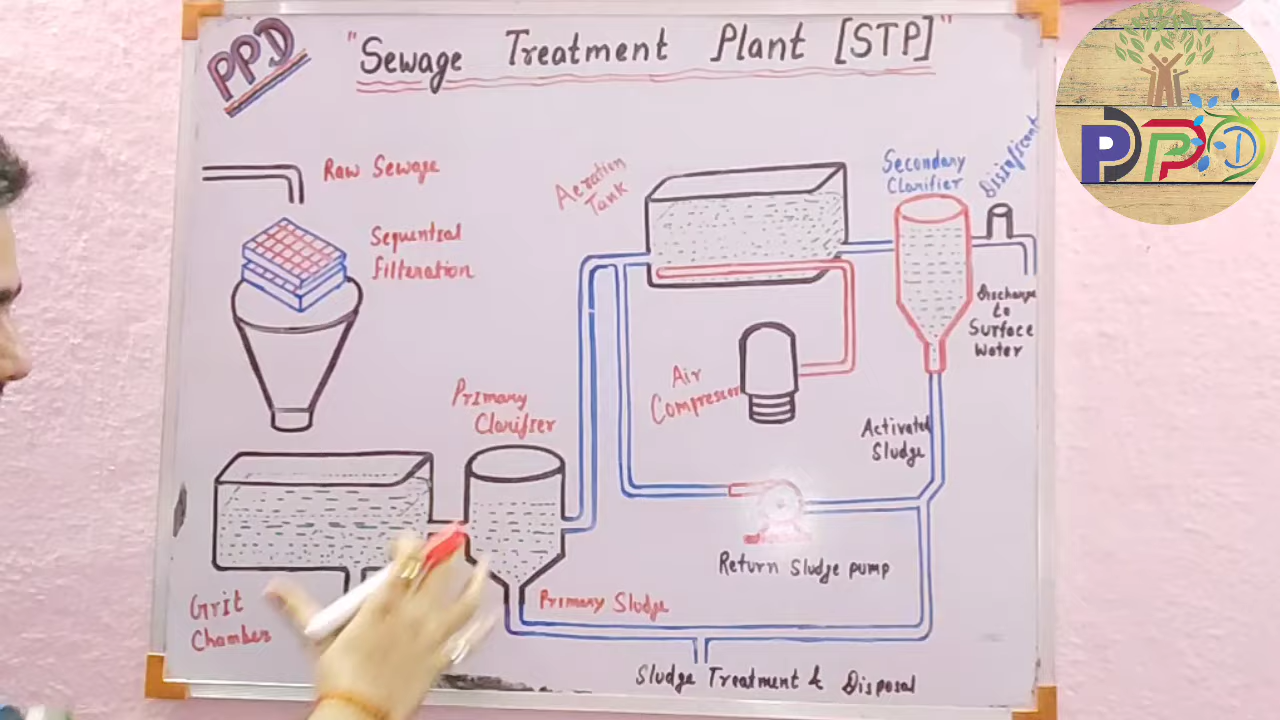 PPD
"Sewage Treatment Plant [STP]"
PPD
Raw Sewage
Sequential
filteration
Aeration
Tank
Secondary
Clarifier
Disinfectant
Discharge
to
Surface
Water
Air
Compressor
Primary
Clarifier
Activated
Sludge
Return Sludge pump
Grit
Chamber
Primary Sludge
Sludge Treatment & Disposal